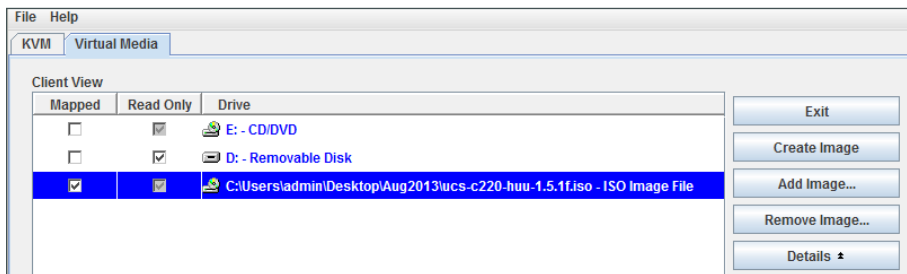 File Help
KVM Virtual Media
Client View
Mapped Read Only Drive
E: - CD/DVD
D: - Removable Disk
C:\Users\admin\Desktop\Aug2013\ucs-c220-huu-1.5.1f.iso - ISO Image File
Exit
Create Image
Add Image...
Remove Image...
Details